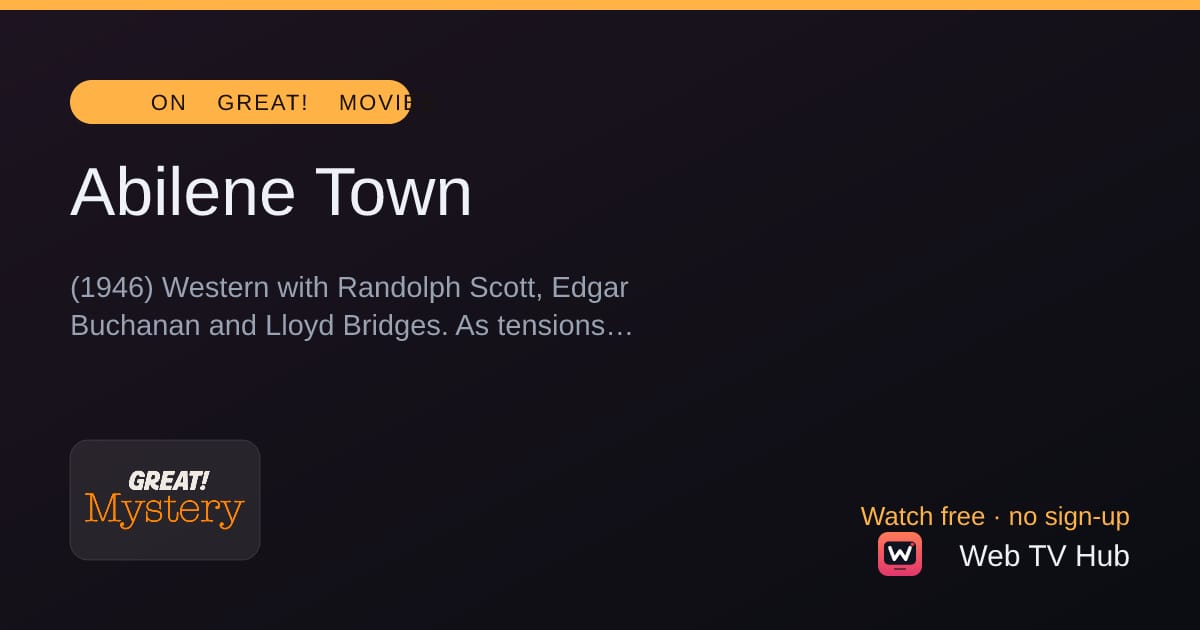 ON GREAT! MOVIE
Abilene Town
(1946) Western with Randolph Scott, Edgar
Buchanan and Lloyd Bridges. As tensions…
GREAT!
Mystery
Watch free · no sign-up
W
Web TV Hub